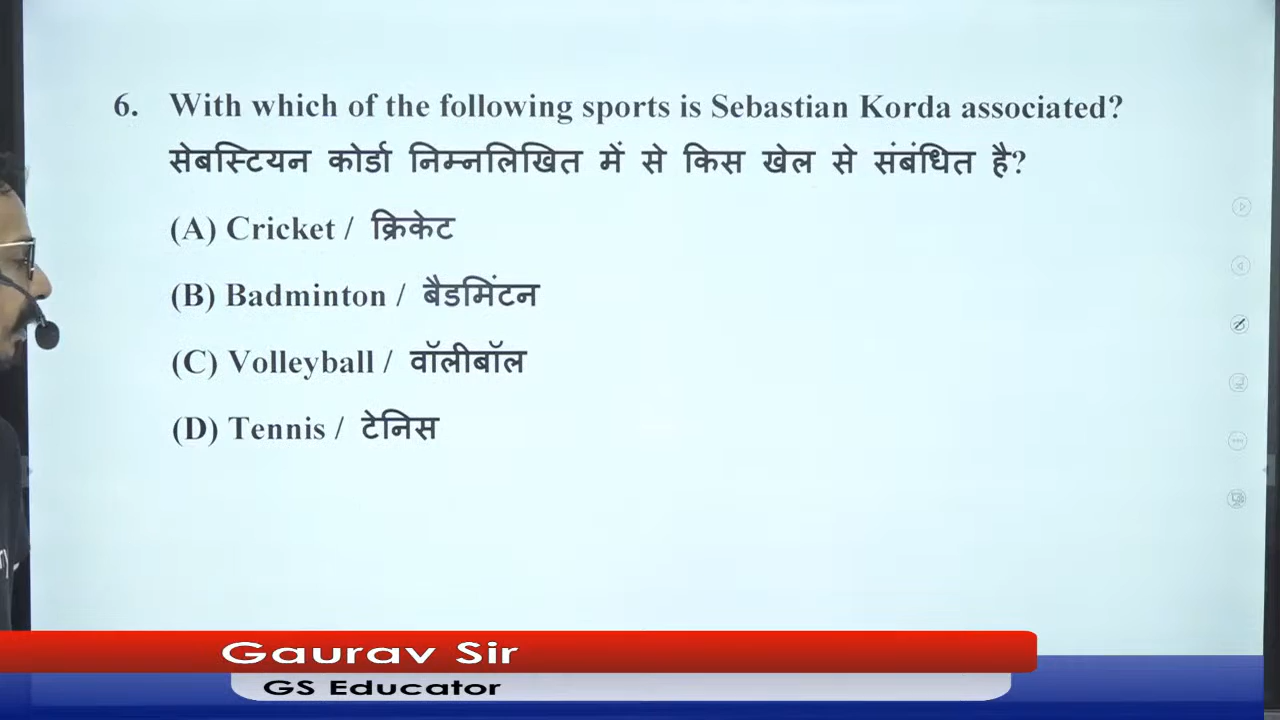 6. With which of the following sports is Sebastian Korda associated?
सेबस्टियन कोर्डा निम्नलिखित में से किस खेल से संबंधित है?
(A) Cricket / क्रिकेट
(B) Badminton / बैडमिंटन
(C) Volleyball / वॉलीबॉल
(D) Tennis / टेनिस
Gaurav Sir
GS Educator